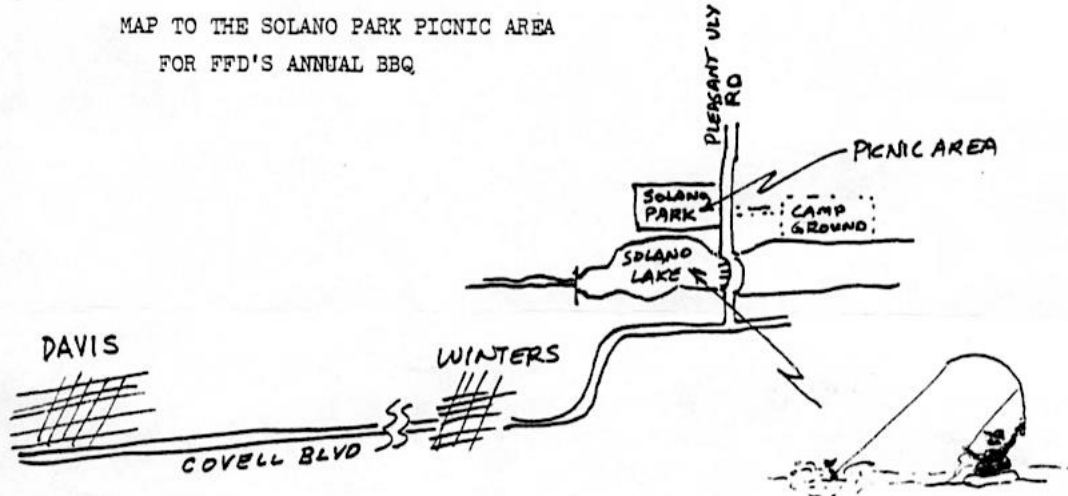 MAP TO THE SOLANO PARK PICNIC AREA
FOR FFD'S ANNUAL BBQ
PLEASANT VLY
RD
PICNIC AREA
SOLANO
PARK
CAMP
GROUND
SOLANO
LAKE
DAVIS
WINTERS
COVELL BLVD